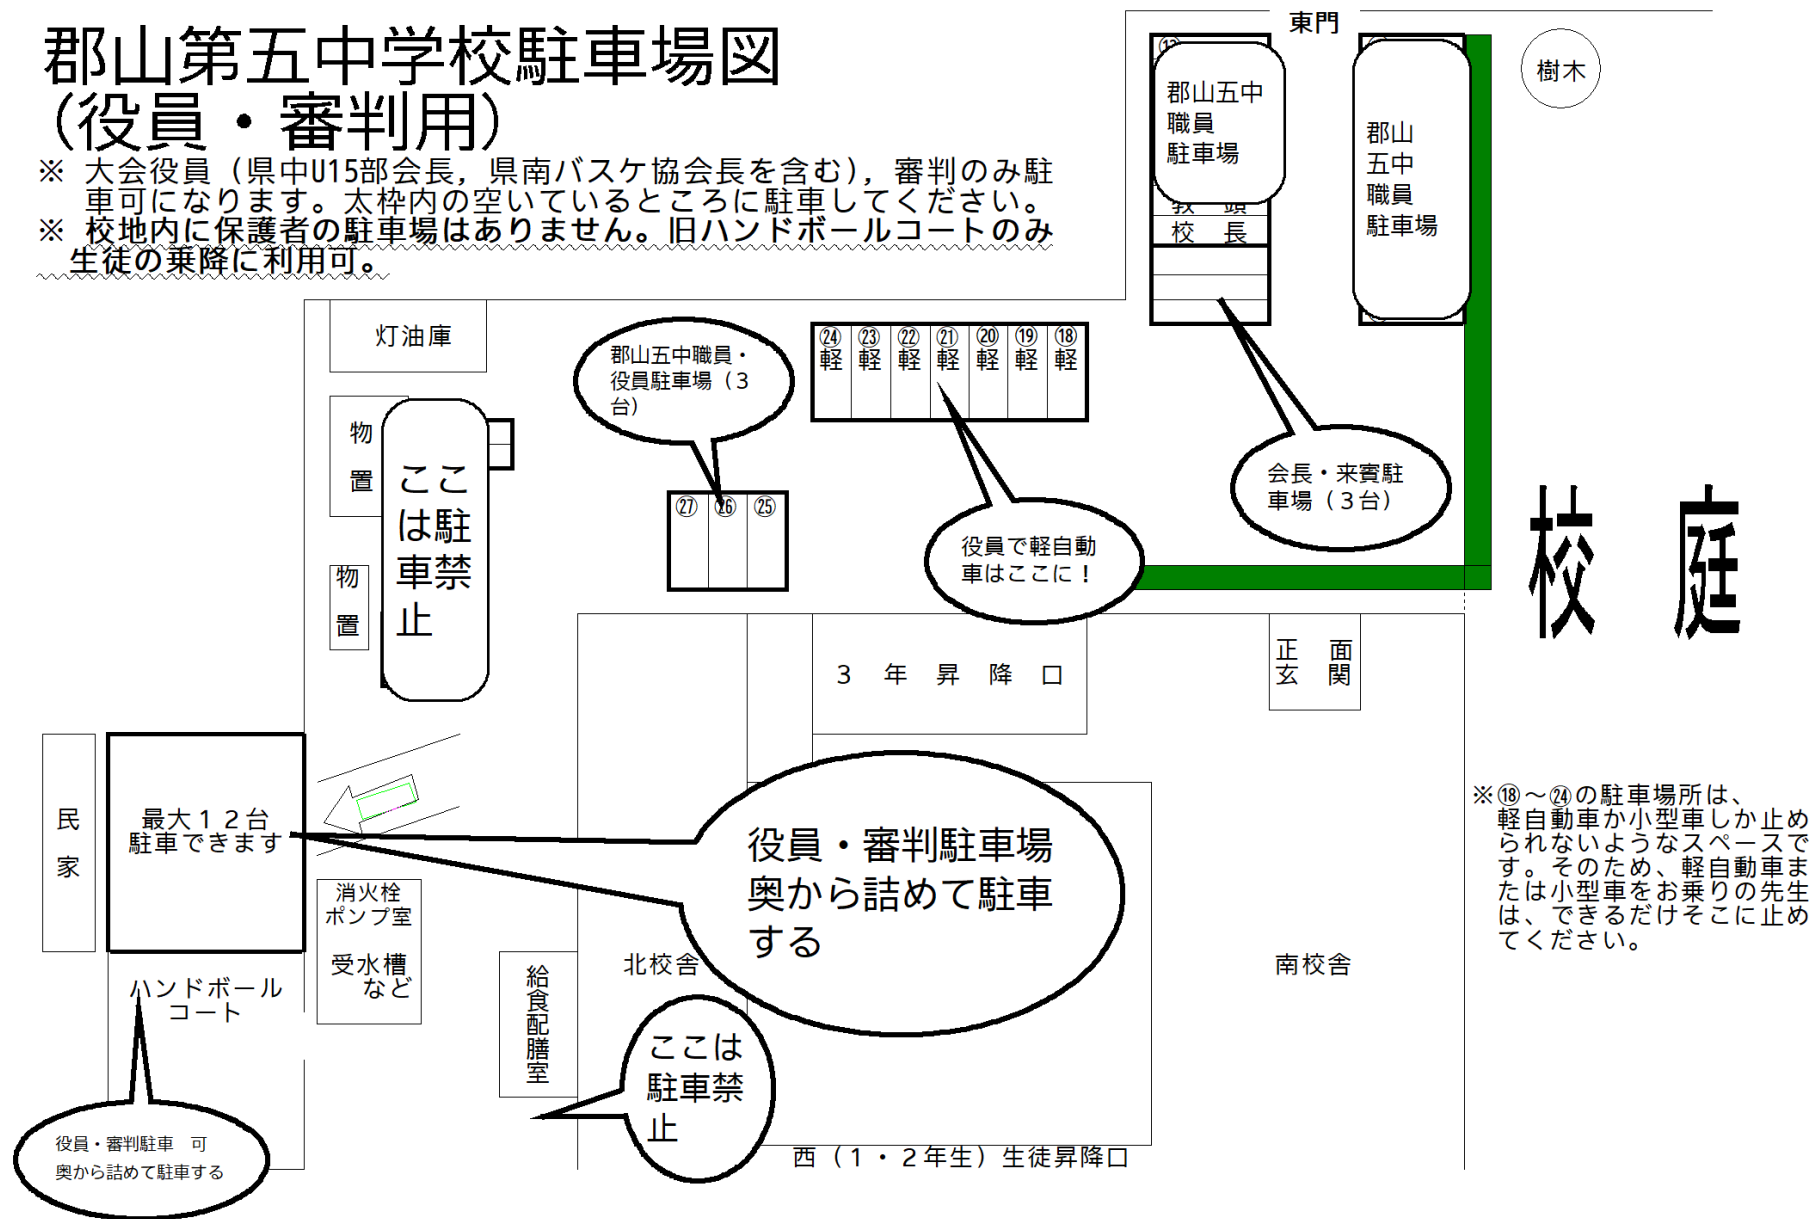 郡山第五中学校駐車場図
(役員・審判用)
※ 大会役員（県中U15部会長，県南バスケ協会長を含む），審判のみ駐
車可になります。太枠内の空いているところに駐車してください。
※ 校地内に保護者の駐車場はありません。旧ハンドボールコートのみ
生徒の乗降に利用可。
東門
樹木
郡山五中
職員
駐車場
郡山
五中
職員
駐車場
校　長
灯油庫
郡山五中職員・
役員駐車場（３
台）
㉔ ㉓ ㉒ ㉑ ⑳ ⑲ ⑱
軽 軽 軽 軽 軽 軽 軽
物
置
ここ
は駐
車禁
止
㉗ ㉖ ㉕
役員で軽自動
車はここに！
会長・来賓駐
車場（３台）
校　庭
物
置
３　年　昇　降　口
正　面
玄　関
民
家
最大１２台
駐車できます
役員・審判駐車場
奥から詰めて駐車
する
※⑱～㉔の駐車場所は、
軽自動車か小型車しか止め
られないようなスペースで
す。そのため、軽自動車ま
たは小型車をお乗りの先生
は、できるだけそこに止め
てください。
消火栓
ポンプ室
受水槽
など
ハンドボール
コート
給食配膳室
北校舎
南校舎
ここは
駐車禁
止
役員・審判駐車　可
奥から詰めて駐車する
西（１・２年生）生徒昇降口